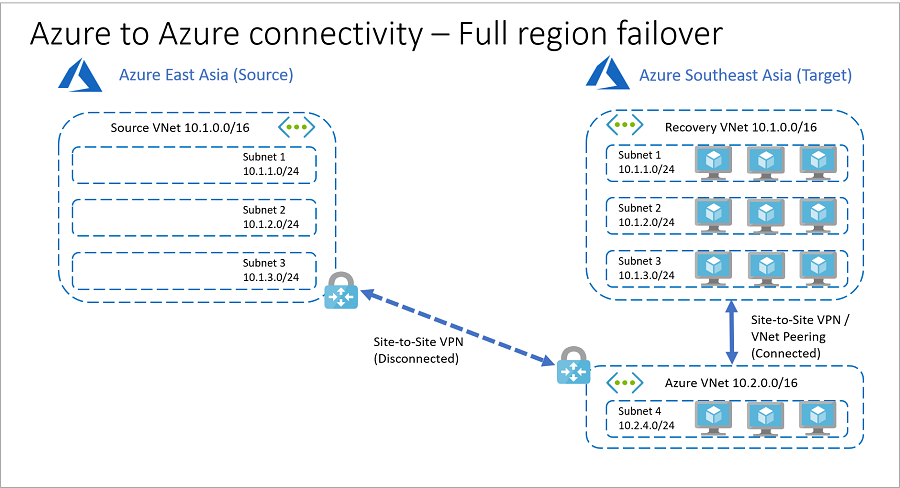 Azure to Azure connectivity – Full region failover
Azure East Asia (Source)
Source VNet 10.1.0.0/16
Subnet 1
10.1.1.0/24
Subnet 2
10.1.2.0/24
Subnet 3
10.1.3.0/24
Site-to-Site VPN
(Disconnected)
Azure Southeast Asia (Target)
Recovery VNet 10.1.0.0/16
Subnet 1
10.1.1.0/24
Subnet 2
10.1.2.0/24
Subnet 3
10.1.3.0/24
Site-to-Site VPN /
VNet Peering
(Connected)
Azure VNet 10.2.0.0/16
Subnet 4
10.2.4.0/24